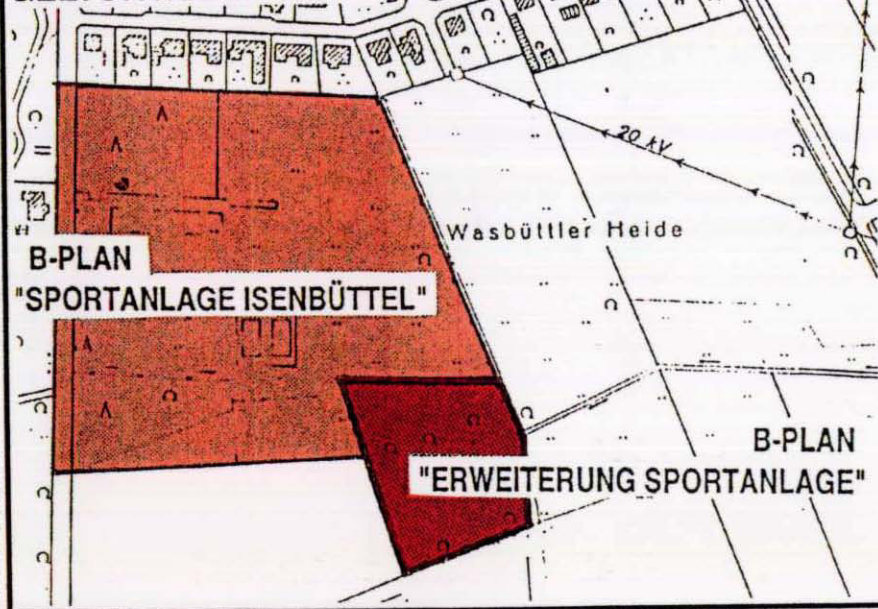 20 kV
Wasbüttler Heide
B-PLAN
"SPORTANLAGE ISENBÜTTEL"
B-PLAN
"ERWEITERUNG SPORTANLAGE"